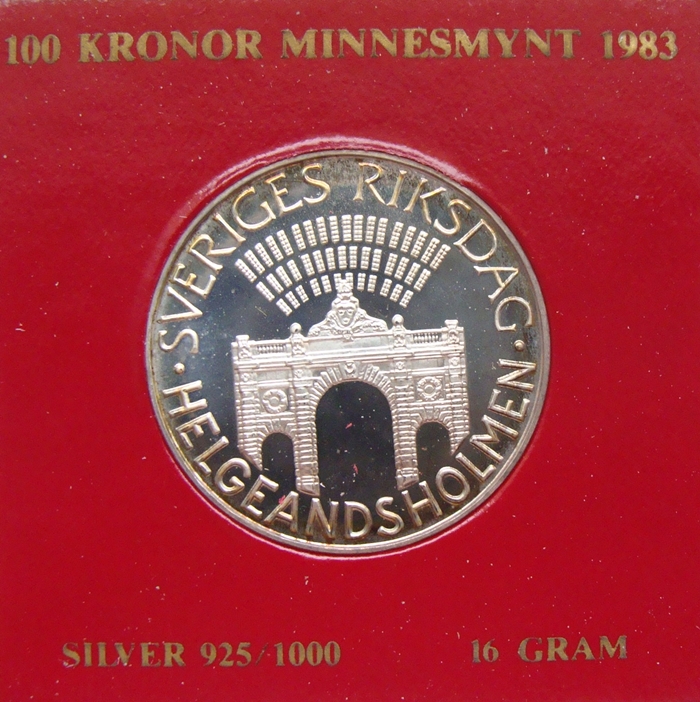 100 KRONOR MINNESMYNT 1983
SVERIGES RIKSDAG
· HELGEANDSHOLMEN ·
SILVER 925/1000
16 GRAM